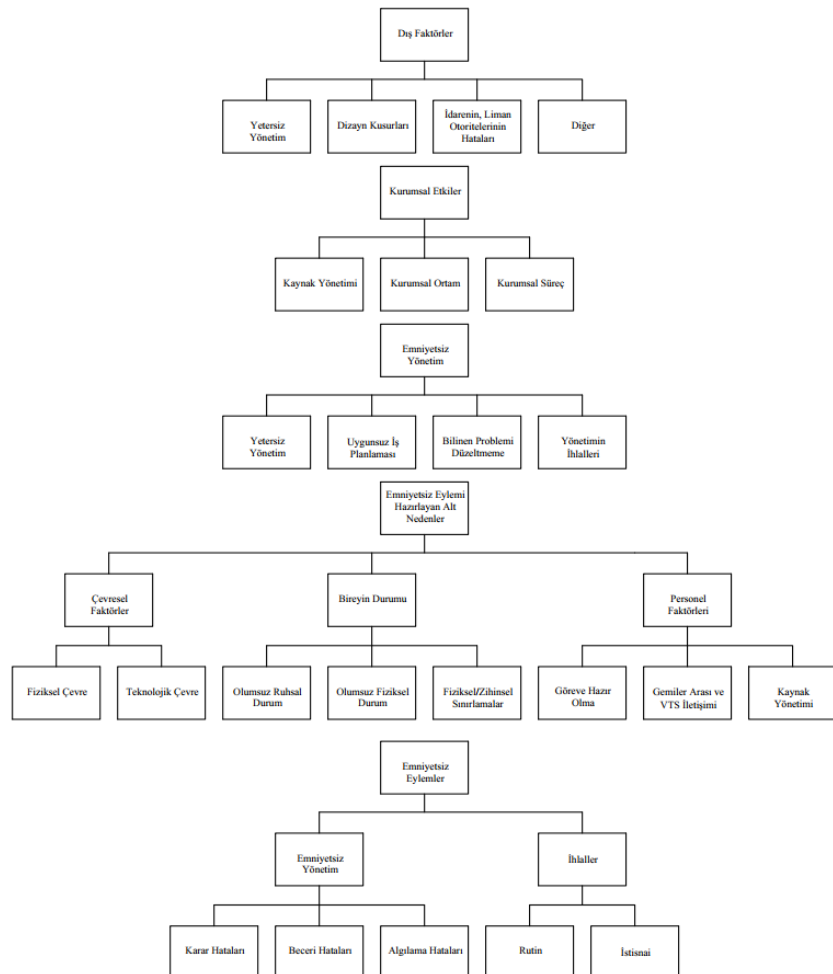 Dış Faktörler
Yetersiz
Yönetim
Dizayn Kusurları
İdarenin, Liman
Otoritelerinin
Hataları
Diğer
Kurumsal Etkiler
Kaynak Yönetimi
Kurumsal Ortam
Kurumsal Süreç
Emniyetsiz
Yönetim
Yetersiz
Yönetim
Uygunsuz İş
Planlaması
Bilinen Problemi
Düzeltmeme
Yönetimin
İhlalleri
Emniyetsiz Eylemi
Hazırlayan Alt
Nedenler
Çevresel
Faktörler
Bireyin Durumu
Personel
Faktörleri
Fiziksel Çevre
Teknolojik Çevre
Olumsuz Ruhsal
Durum
Olumsuz Fiziksel
Durum
Fiziksel/Zihinsel
Sınırlamalar
Göreve Hazır
Olma
Gemiler Arası ve
VTS İletişimi
Kaynak
Yönetimi
Emniyetsiz
Eylemler
Emniyetsiz
Yönetim
İhlaller
Karar Hataları
Beceri Hataları
Algılama Hataları
Rutin
İstisnai